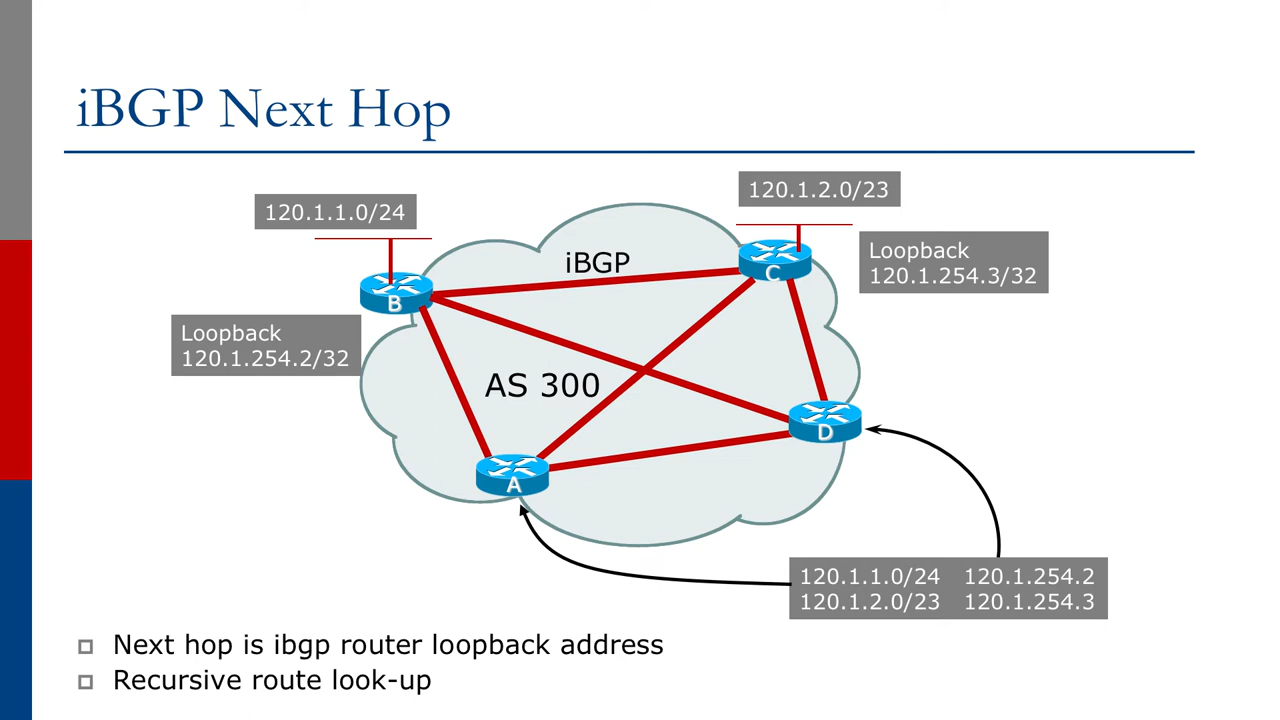 iBGP Next Hop
120.1.1.0/24
120.1.2.0/23
iBGP
Loopback
120.1.254.3/32
C
B
Loopback
120.1.254.2/32
AS 300
D
A
120.1.1.0/24 120.1.254.2
120.1.2.0/23 120.1.254.3
Next hop is ibgp router loopback address
Recursive route look-up